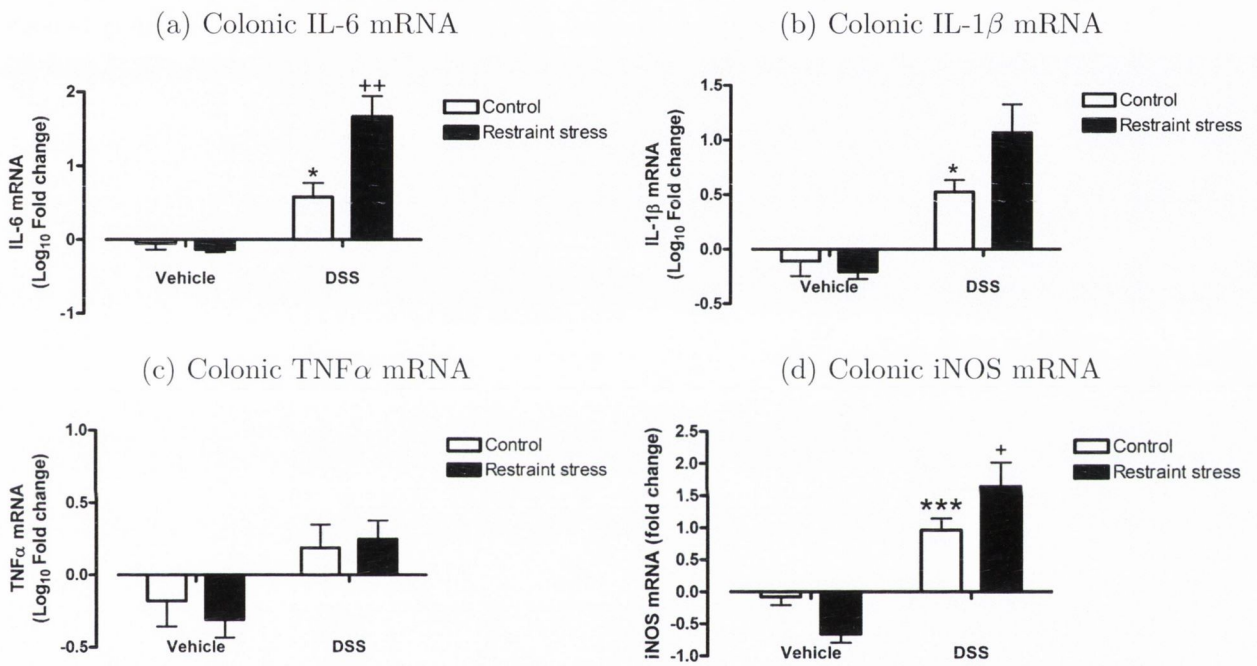 (a) Colonic IL-6 mRNA
IL-6 mRNA
(Log₁₀ Fold change)
2
1
0
-1
*
++
Vehicle
DSS
Control
Restraint stress
(b) Colonic IL-1β mRNA
IL-1β mRNA
(Log₁₀ Fold change)
1.5
1.0
0.5
0.0
-0.5
*
Vehicle
DSS
Control
Restraint stress
(c) Colonic TNFα mRNA
TNFα mRNA
(Log₁₀ Fold change)
1.0
0.5
0.0
-0.5
Vehicle
DSS
Control
Restraint stress
(d) Colonic iNOS mRNA
iNOS mRNA (fold change)
2.5
2.0
1.5
1.0
0.5
0.0
-0.5
-1.0
***
+
Vehicle
DSS
Control
Restraint stress